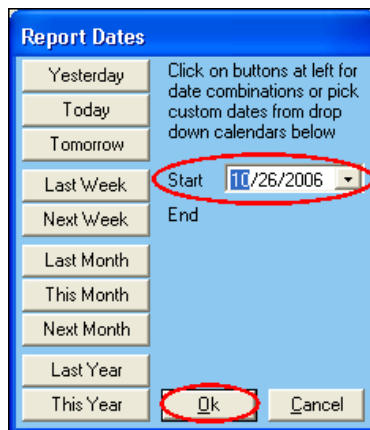 Report Dates
Yesterday
Today
Tomorrow
Last Week
Next Week
Last Month
This Month
Next Month
Last Year
This Year
Click on buttons at left for
date combinations or pick
custom dates from drop
down calendars below
Start 10/26/2006
End
Ok Cancel